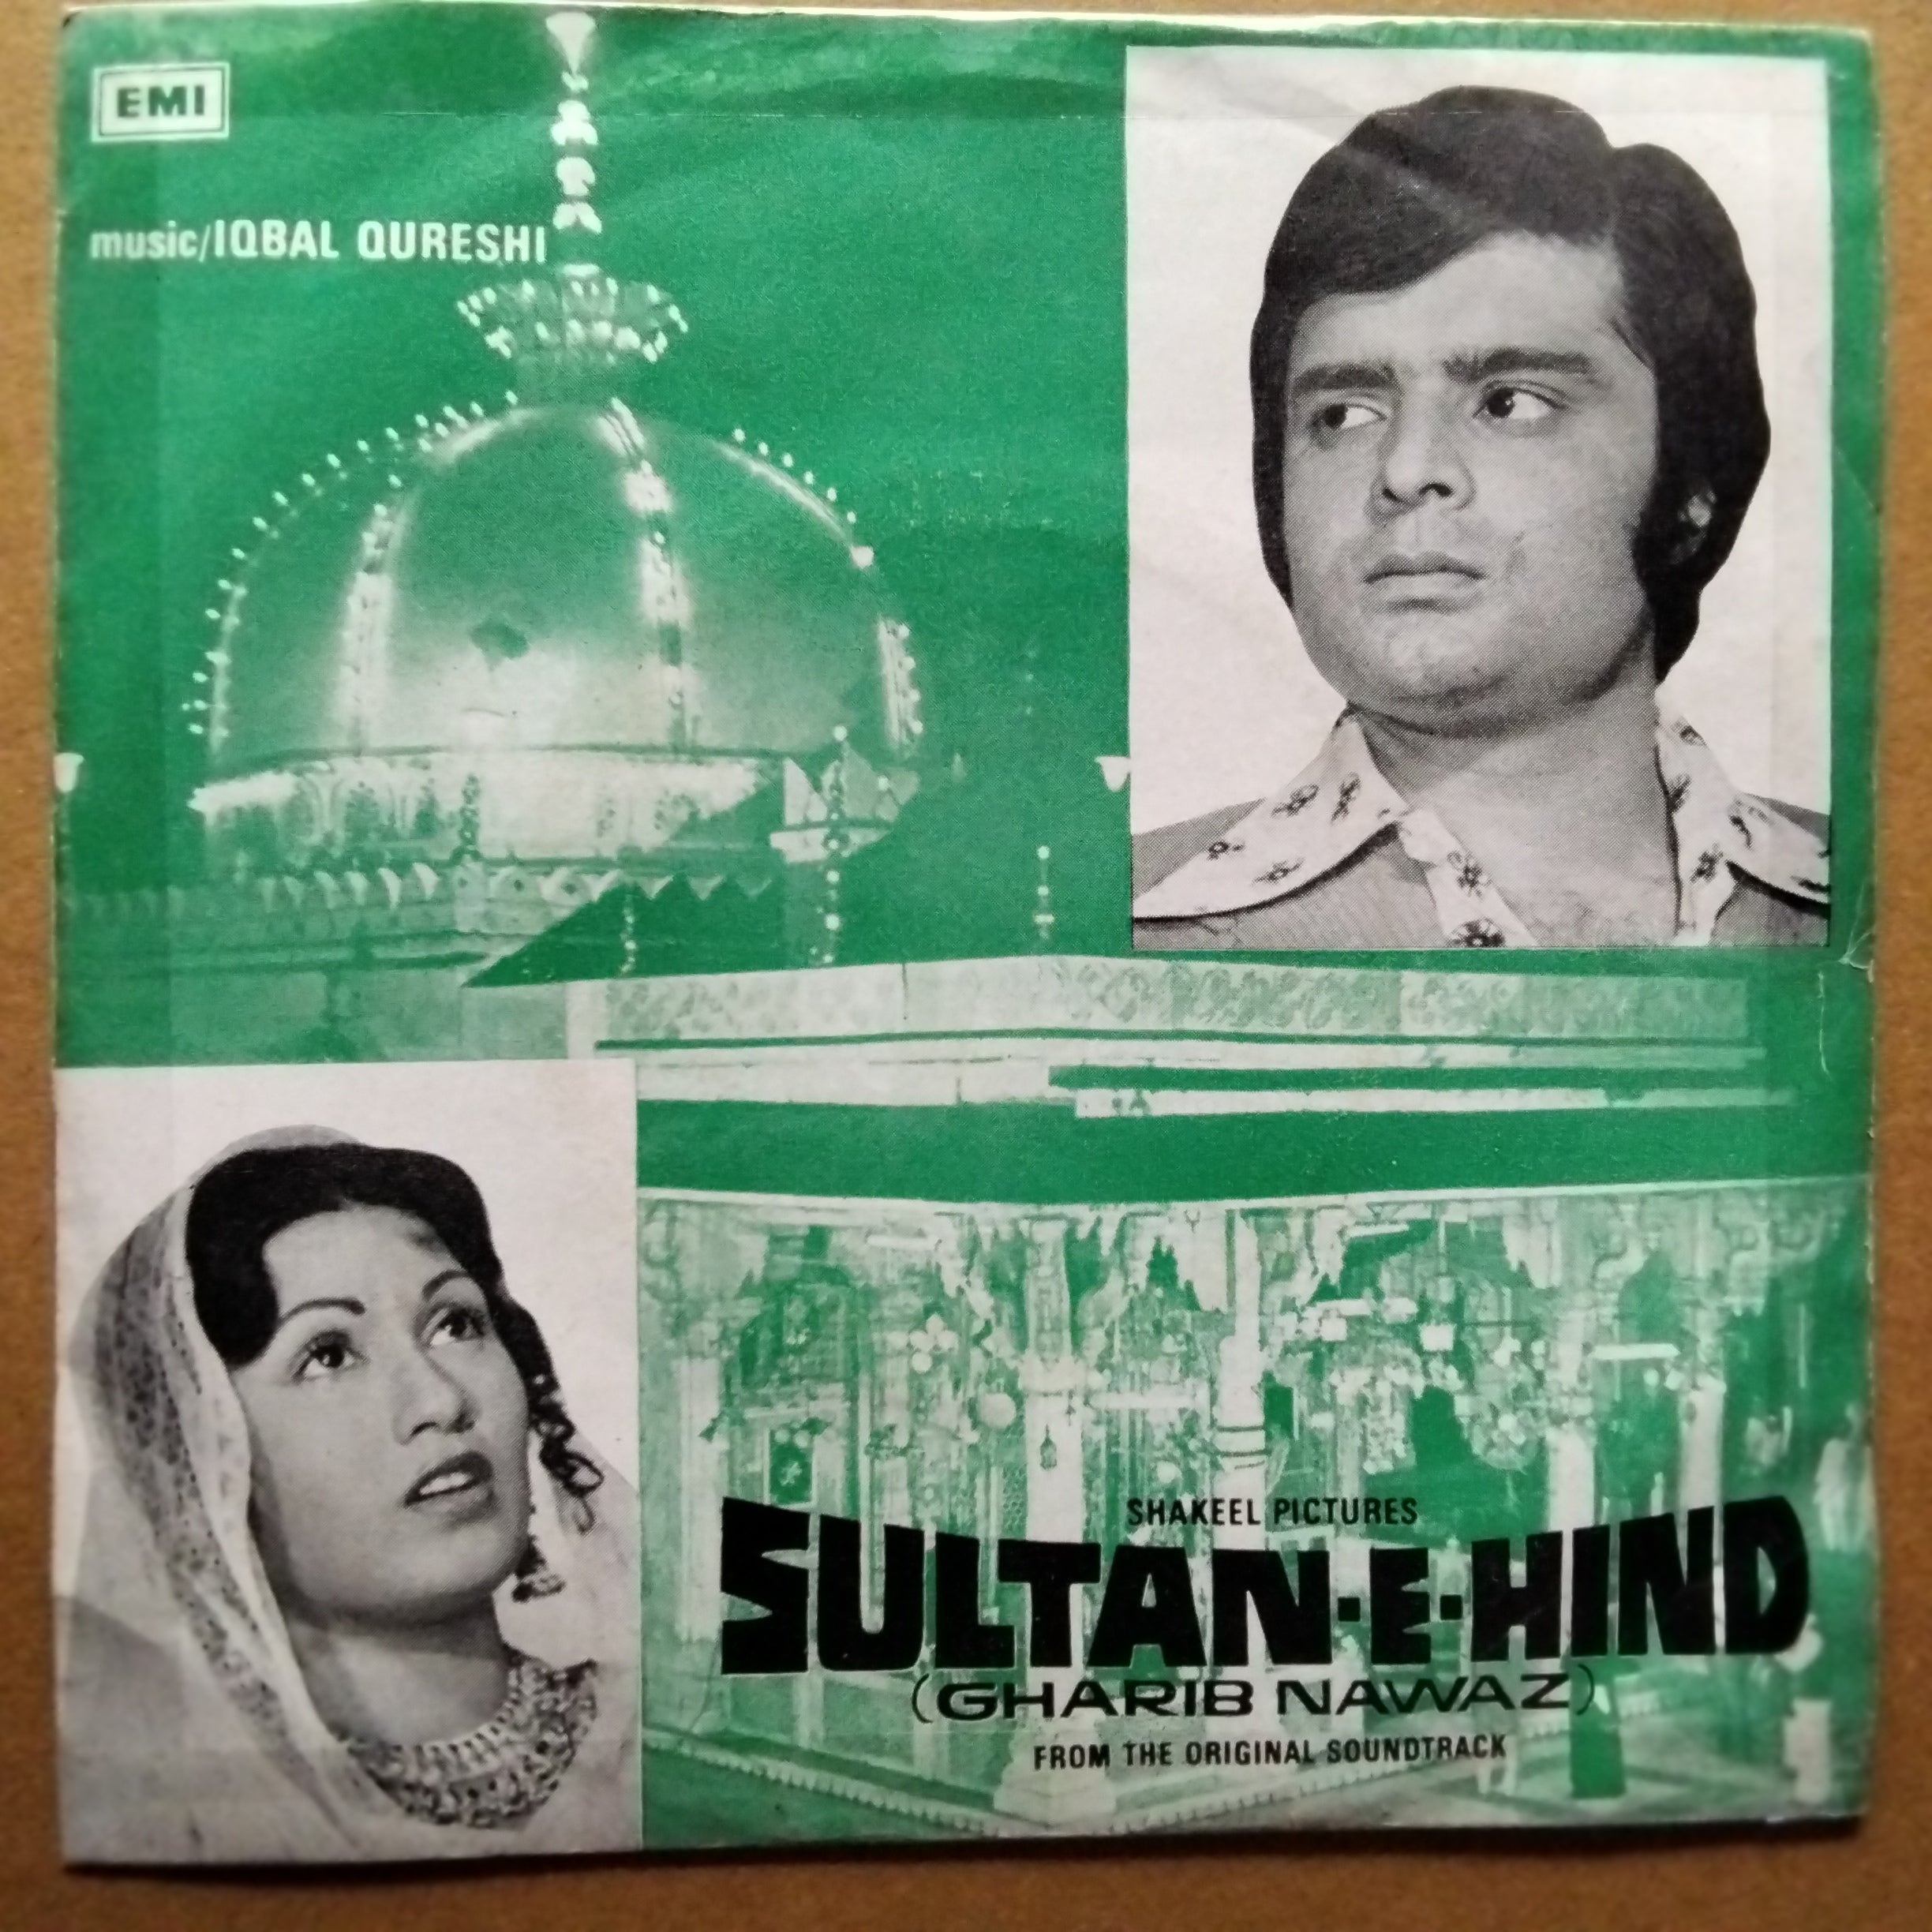 EMI
music/IQBAL QURESHI
SHAKEEL PICTURES
SULTAN·E·HIND
(GHARIB NAWAZ)
FROM THE ORIGINAL SOUNDTRACK